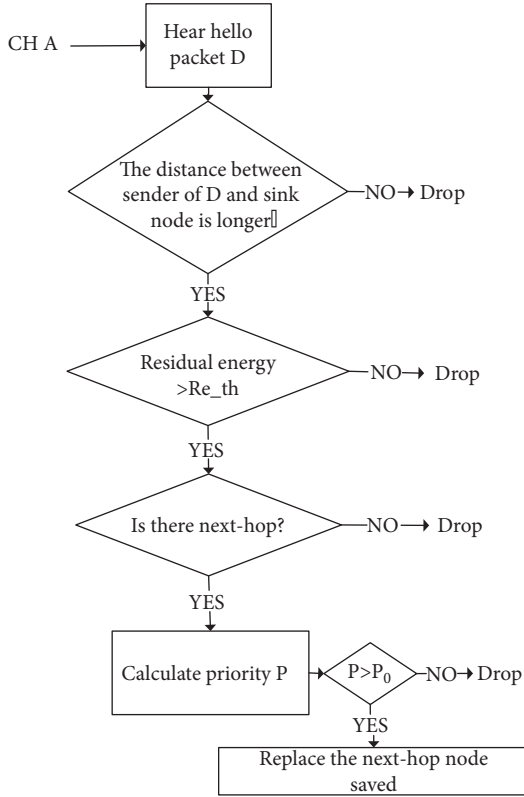 CH A
Hear hello
packet D
The distance between
sender of D and sink
node is longer▯
NO
Drop
YES
Residual energy
>Re_th
NO
Drop
YES
Is there next-hop?
NO
Drop
YES
Calculate priority P
P>P₀
NO
Drop
YES
Replace the next-hop node
saved